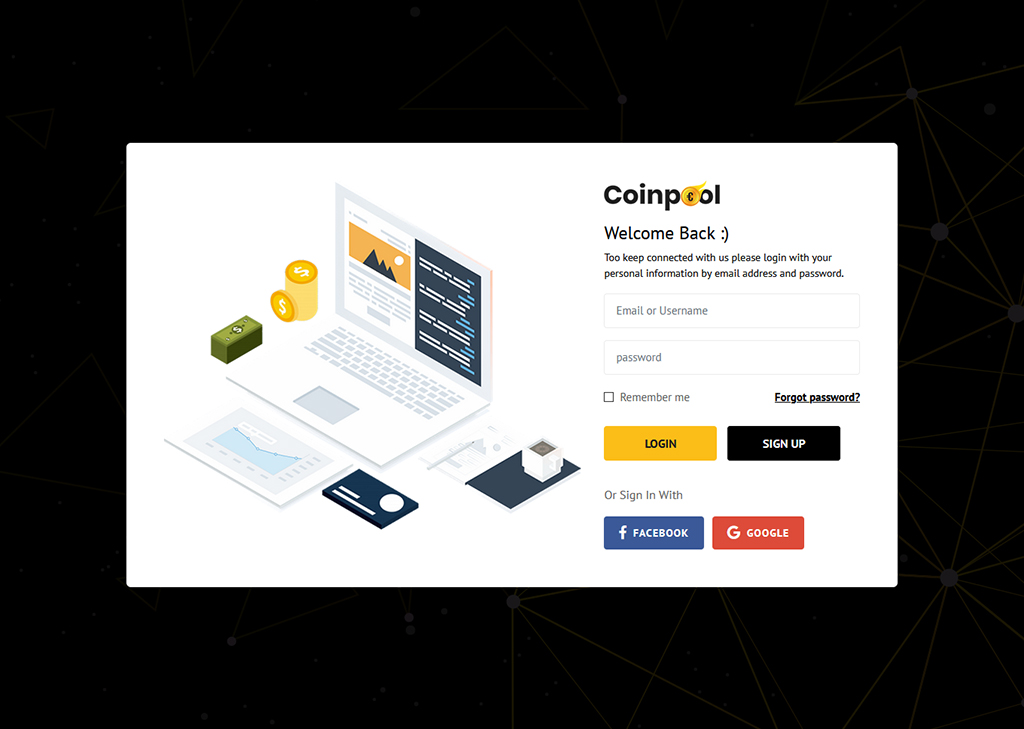 Coinpool
Welcome Back :)
Too keep connected with us please login with your
personal information by email address and password.
Email or Username
password
Remember me
Forgot password?
LOGIN
SIGN UP
Or Sign In With
FACEBOOK
GOOGLE